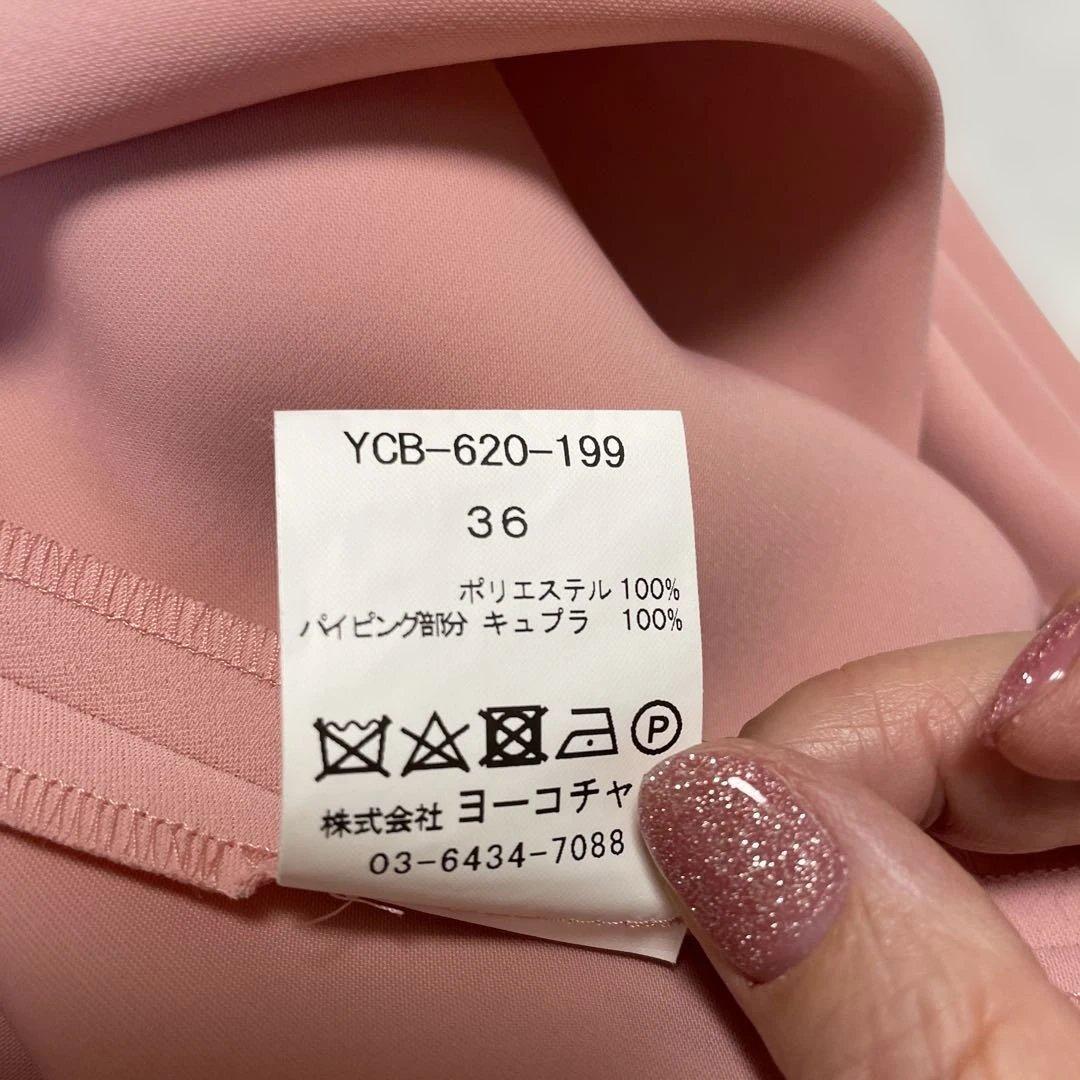 YCB-620-199
36
ポリエステル 100%
パイピング部分 キュプラ 100%
P
株式会社 ヨーコチャ
03-6434-7088